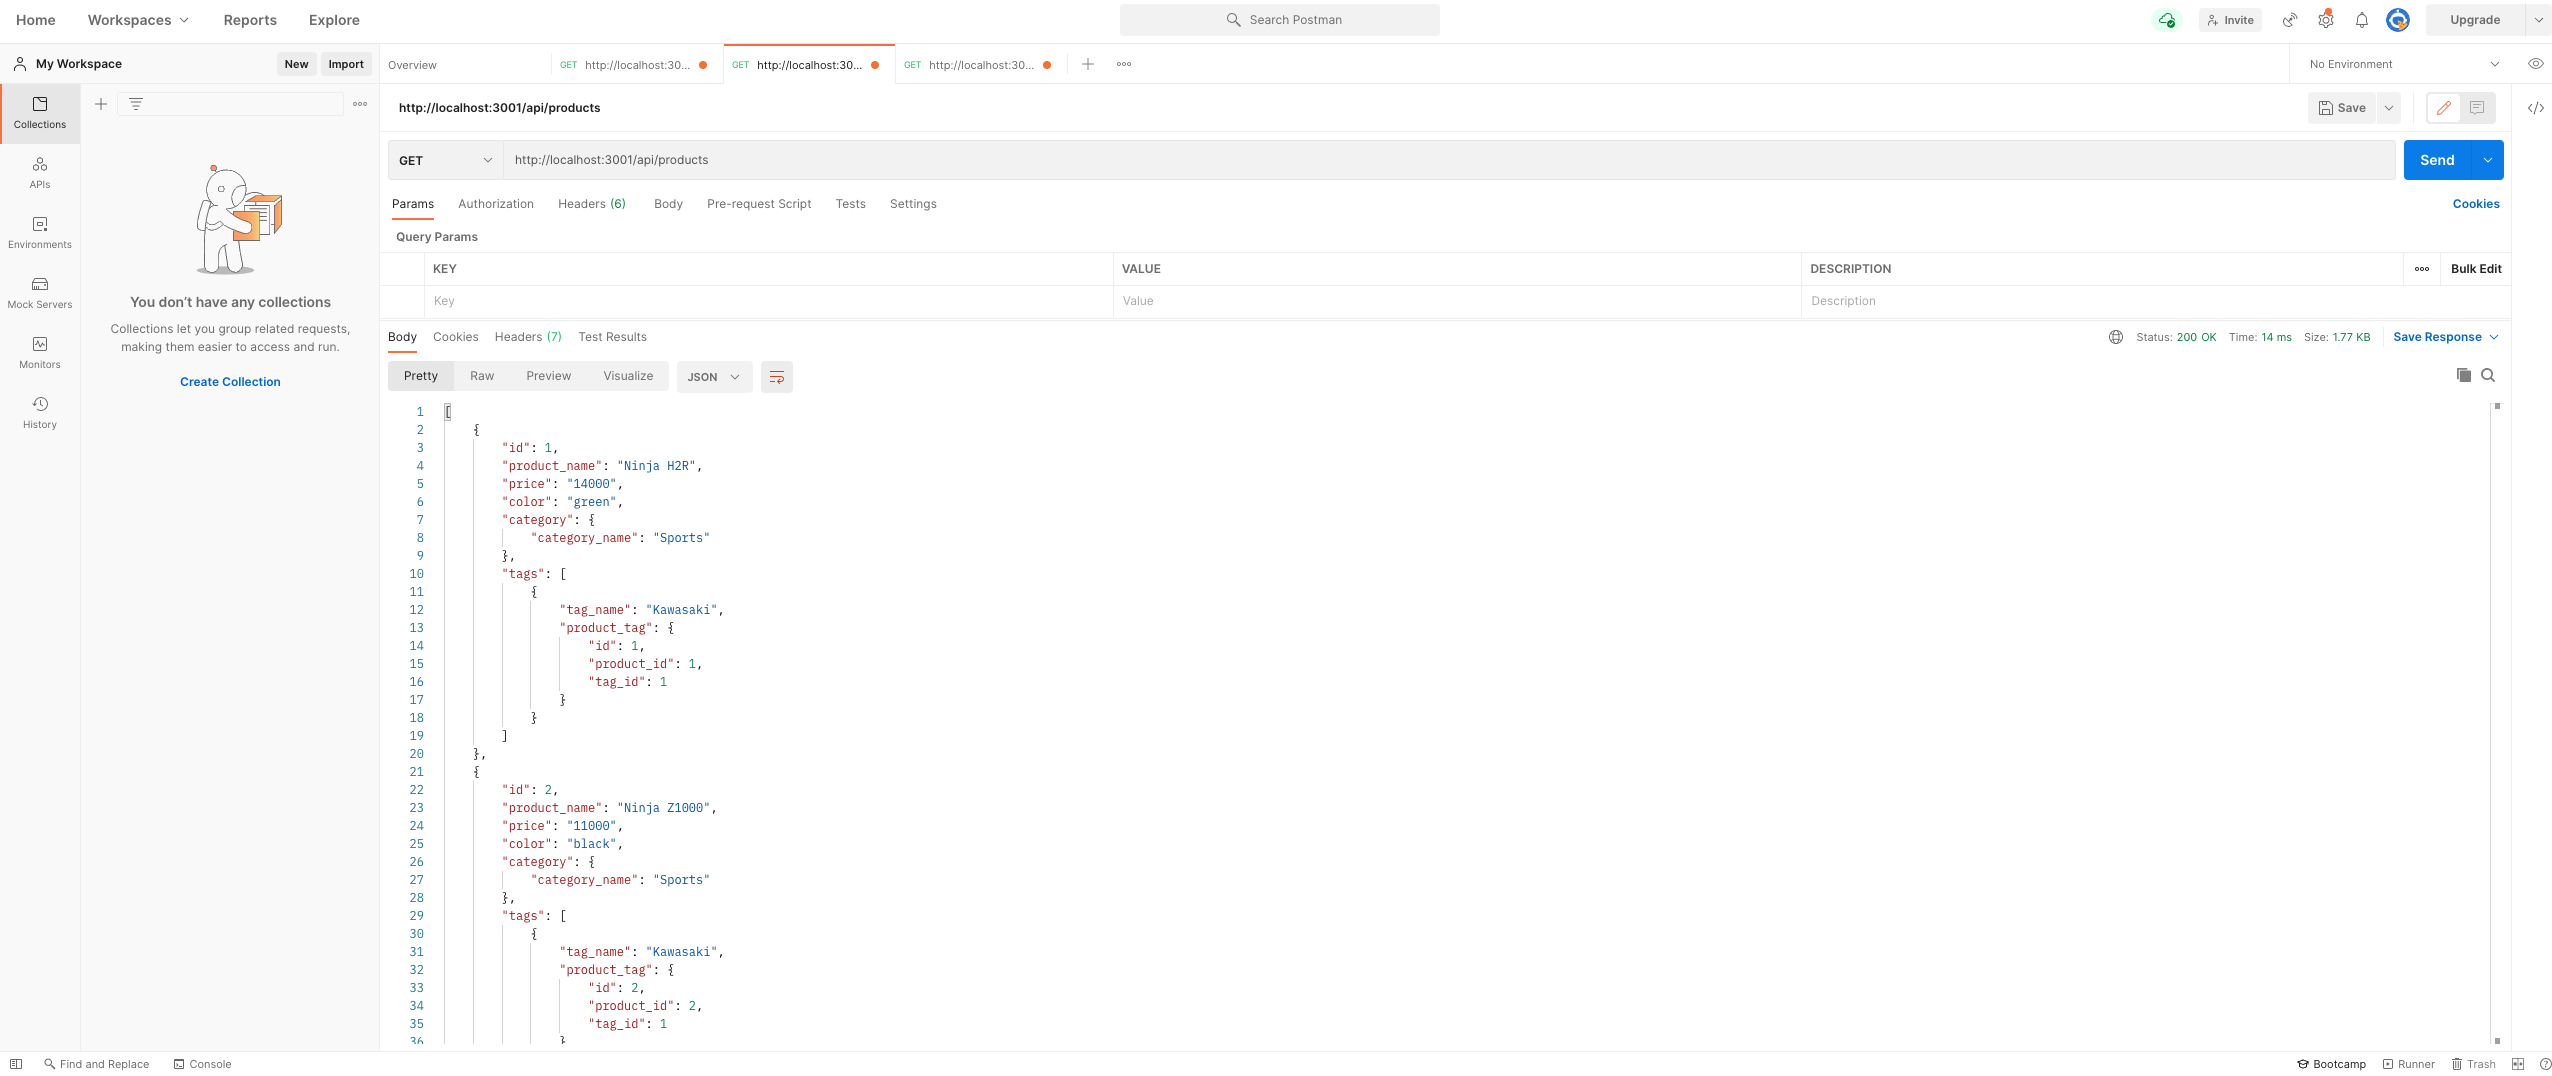 Home Workspaces Reports Explore Search Postman Invite Upgrade
My Workspace New Import Overview GET http://localhost:30... GET http://localhost:30... GET http://localhost:30... No Environment
Collections
APIs
Environments
Mock Servers
Monitors
History
You don't have any collections
Collections let you group related requests,
making them easier to access and run.
Create Collection
http://localhost:3001/api/products Save
GET http://localhost:3001/api/products Send
Params Authorization Headers (6) Body Pre-request Script Tests Settings Cookies
Query Params
KEY VALUE DESCRIPTION Bulk Edit
Key Value Description
Body Cookies Headers (7) Test Results Status: 200 OK Time: 14 ms Size: 1.77 KB Save Response
Pretty Raw Preview Visualize JSON
1 [
2 {
3 "id": 1,
4 "product_name": "Ninja H2R",
5 "price": "14000",
6 "color": "green",
7 "category": {
8 "category_name": "Sports"
9 },
10 "tags": [
11 {
12 "tag_name": "Kawasaki",
13 "product_tag": {
14 "id": 1,
15 "product_id": 1,
16 "tag_id": 1
17 }
18 }
19 ]
20 },
21 {
22 "id": 2,
23 "product_name": "Ninja Z1000",
24 "price": "11000",
25 "color": "black",
26 "category": {
27 "category_name": "Sports"
28 },
29 "tags": [
30 {
31 "tag_name": "Kawasaki",
32 "product_tag": {
33 "id": 2,
34 "product_id": 2,
35 "tag_id": 1
36 }
Find and Replace Console Bootcamp Runner Trash